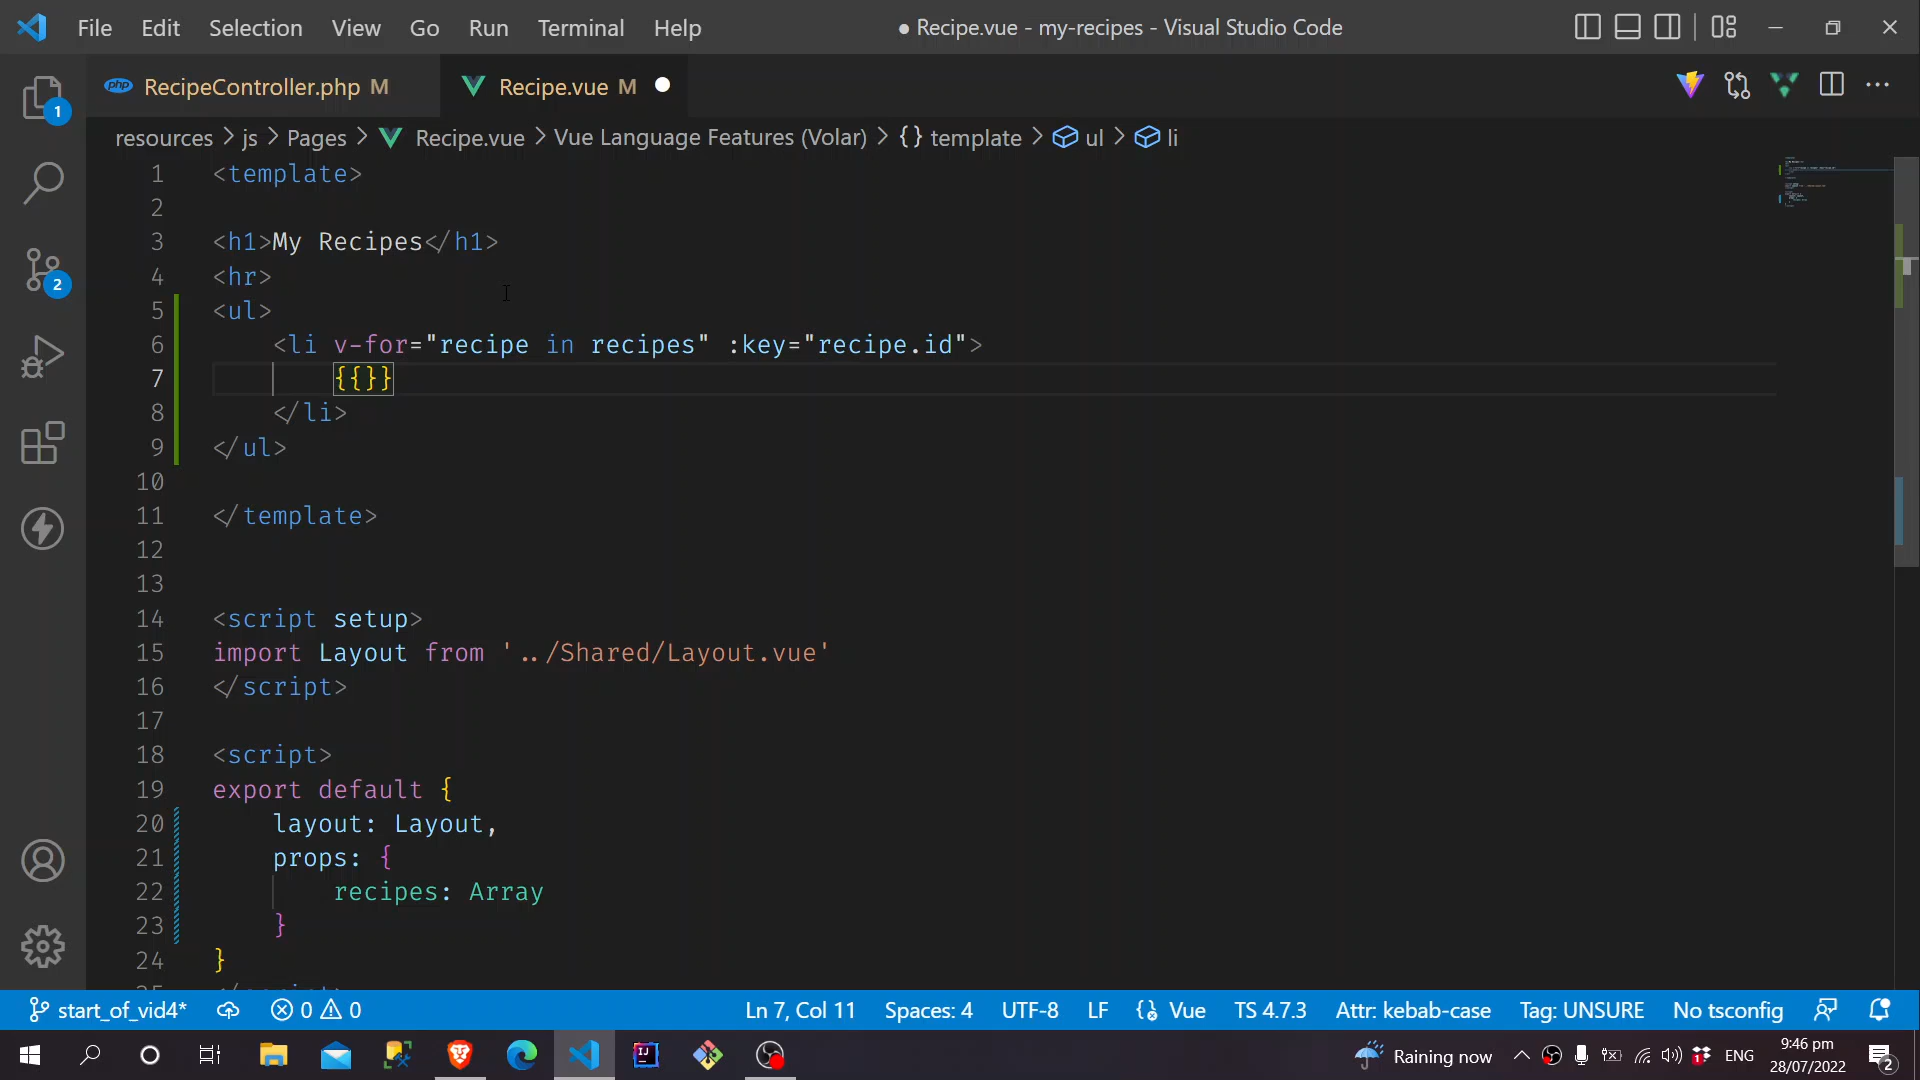 File Edit Selection View Go Run Terminal Help ● Recipe.vue - my-recipes - Visual Studio Code
php RecipeController.php M Recipe.vue M
1
resources > js > Pages > Recipe.vue > Vue Language Features (Volar) > {} template > ul > li
1 <template>
2
3 <h1>My Recipes</h1>
4 <hr>
5 <ul>
6 <li v-for="recipe in recipes" :key="recipe.id">
7 {{}}
8 </li>
9 </ul>
10
11 </template>
12
13
14 <script setup>
15 import Layout from '../Shared/Layout.vue'
16 </script>
17
18 <script>
19 export default {
20 layout: Layout,
21 props: {
22 recipes: Array
23 }
24 }
2
start_of_vid4* 0 0 Ln 7, Col 11 Spaces: 4 UTF-8 LF Vue TS 4.7.3 Attr: kebab-case Tag: UNSURE No tsconfig
IJ Raining now 1 ENG 9:46 pm 2
28/07/2022